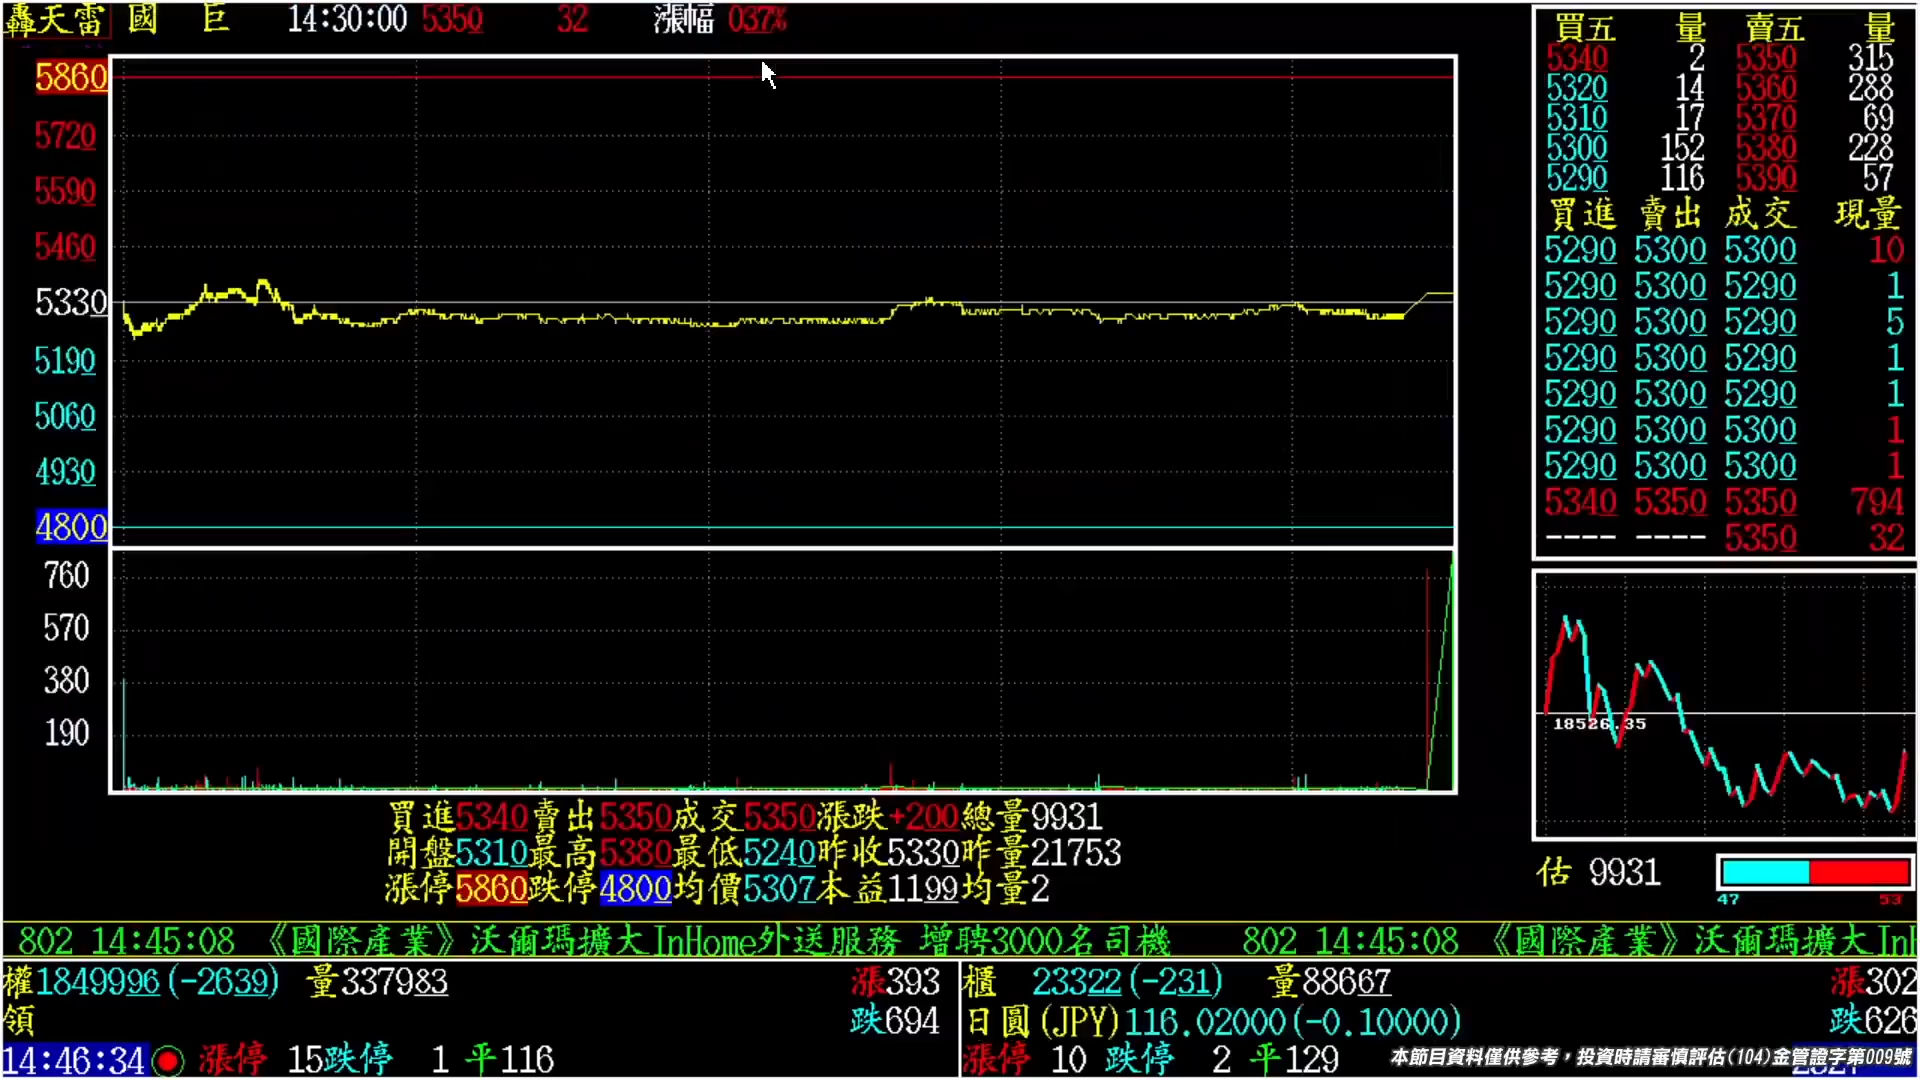 轟天雷 國 巨 14:30:00 5350 32 漲幅 037%
5860
5720
5590
5460
5330
5190
5060
4930
4800
760
570
380
190
買五 量 賣五 量
5340 2 5350 315
5320 14 5360 288
5310 17 5370 69
5300 152 5380 228
5290 116 5390 57
買進 賣出 成交 現量
5290 5300 5300 10
5290 5300 5290 1
5290 5300 5290 5
5290 5300 5290 1
5290 5300 5290 1
5290 5300 5300 1
5290 5300 5300 1
5340 5350 5350 794
---- ---- 5350 32
18526.35
估 9931
47 53
買進5340賣出5350成交5350漲跌+200總量9931
開盤5310最高5380最低5240昨收5330昨量21753
漲停5860跌停4800均價5307本益1199均量2
802 14:45:08 《國際產業》沃爾瑪擴大InHome外送服務 增聘3000名司機 802 14:45:08 《國際產業》沃爾瑪擴大InH
權1849996(-2639) 量337983 漲393
領 跌694
14:46:34 漲停 15跌停 1 平116
櫃 23322(-231) 量88667 漲302
日圓(JPY)116.02000(-0.10000) 跌626
漲停 10 跌停 2 平129
本節目資料僅供參考，投資時請審慎評估(104)金管證字第009號